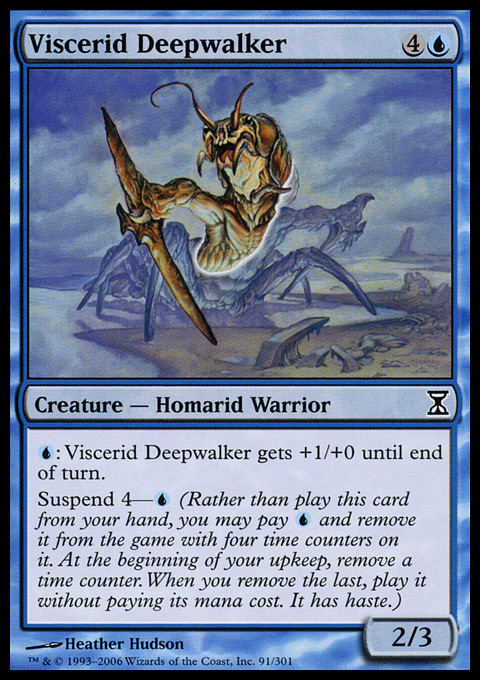 Viscerid Deepwalker 4
Creature — Homarid Warrior
: Viscerid Deepwalker gets +1/+0 until end
of turn.
Suspend 4— (Rather than play this card
from your hand, you may pay and remove
it from the game with four time counters on
it. At the beginning of your upkeep, remove a
time counter. When you remove the last, play it
without paying its mana cost. It has haste.)
Heather Hudson
2/3
™ & © 1993–2006 Wizards of the Coast, Inc. 91/301